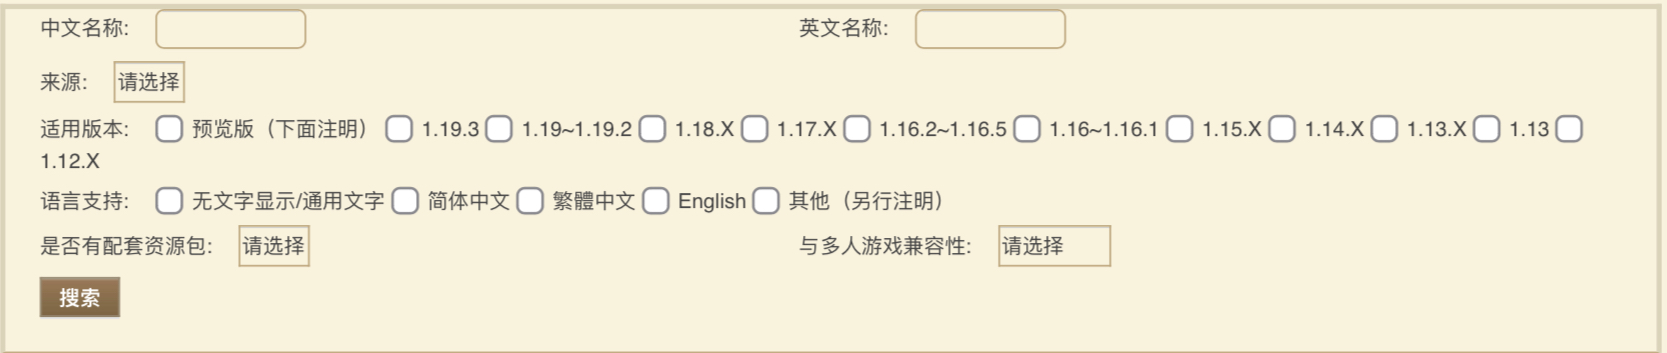 中文名称: 英文名称:
来源: 请选择
适用版本: 预览版（下面注明） 1.19.3 1.19~1.19.2 1.18.X 1.17.X 1.16.2~1.16.5 1.16~1.16.1 1.15.X 1.14.X 1.13.X 1.13
1.12.X
语言支持: 无文字显示/通用文字 简体中文 繁體中文 English 其他（另行注明）
是否有配套资源包: 请选择 与多人游戏兼容性: 请选择
搜索